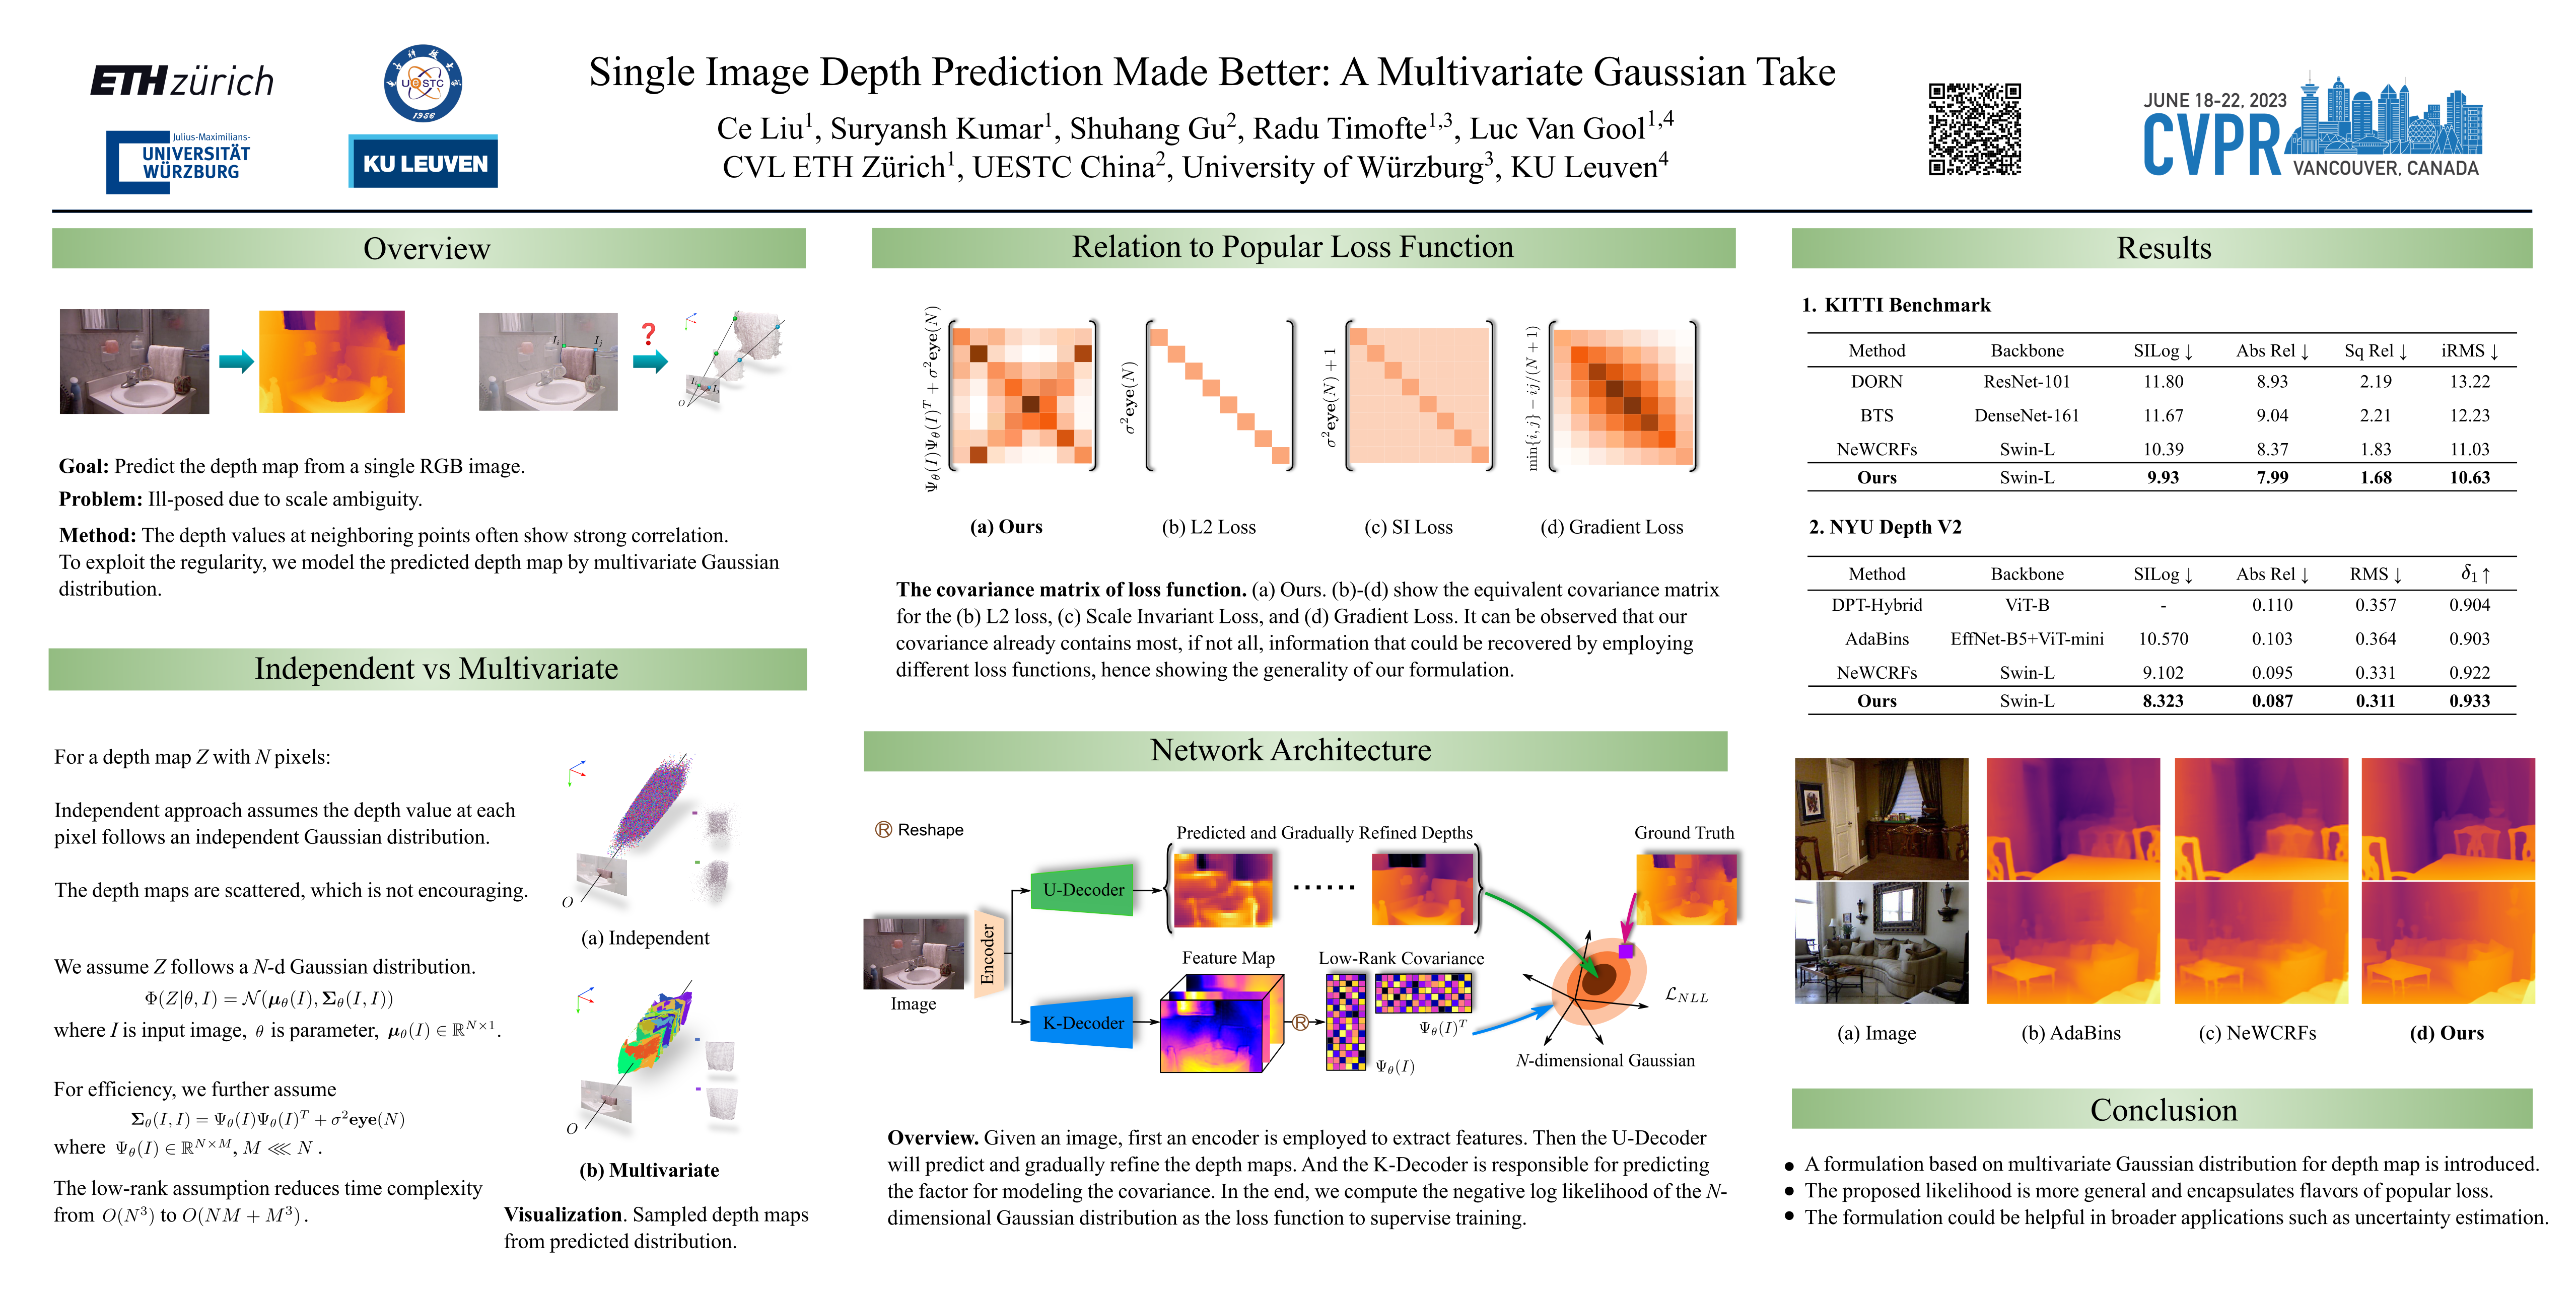 ETH zürich
UESTC
1956
Julius-Maximilians-
UNIVERSITÄT
WÜRZBURG
KU LEUVEN
Single Image Depth Prediction Made Better: A Multivariate Gaussian Take
Ce Liu¹, Suryansh Kumar¹, Shuhang Gu², Radu Timofte¹,³, Luc Van Gool¹,⁴
CVL ETH Zürich¹, UESTC China², University of Würzburg³, KU Leuven⁴
JUNE 18-22, 2023
CVPR
VANCOUVER, CANADA
Overview
?
I_i I_j
I_i I_j
O
Goal: Predict the depth map from a single RGB image.
Problem: Ill-posed due to scale ambiguity.
Method: The depth values at neighboring points often show strong correlation.
To exploit the regularity, we model the predicted depth map by multivariate Gaussian
distribution.
Independent vs Multivariate
For a depth map Z with N pixels:
Independent approach assumes the depth value at each
pixel follows an independent Gaussian distribution.
The depth maps are scattered, which is not encouraging.
O
(a) Independent
We assume Z follows a N-d Gaussian distribution.
Φ(Z|θ, I) = 𝒩(μ_θ(I), Σ_θ(I, I))
where I is input image, θ is parameter, μ_θ(I) ∈ ℝ^{N×1}.
For efficiency, we further assume
Σ_θ(I, I) = Ψ_θ(I)Ψ_θ(I)^T + σ²eye(N)
where Ψ_θ(I) ∈ ℝ^{N×M}, M ⋘ N .
The low-rank assumption reduces time complexity
from O(N³) to O(NM + M³).
O
(b) Multivariate
Visualization. Sampled depth maps
from predicted distribution.
Relation to Popular Loss Function
Ψ_θ(I)Ψ_θ(I)^T + σ²eye(N)
σ²eye(N)
σ²eye(N) + 1
min{i, j} − ij/(N + 1)
(a) Ours (b) L2 Loss (c) SI Loss (d) Gradient Loss
The covariance matrix of loss function. (a) Ours. (b)-(d) show the equivalent covariance matrix
for the (b) L2 loss, (c) Scale Invariant Loss, and (d) Gradient Loss. It can be observed that our
covariance already contains most, if not all, information that could be recovered by employing
different loss functions, hence showing the generality of our formulation.
Network Architecture
R Reshape
Predicted and Gradually Refined Depths
Ground Truth
U-Decoder
Encoder
Image
Feature Map
Low-Rank Covariance
K-Decoder
R
Ψ_θ(I)^T
Ψ_θ(I)
ℒ_{NLL}
N-dimensional Gaussian
Overview. Given an image, first an encoder is employed to extract features. Then the U-Decoder
will predict and gradually refine the depth maps. And the K-Decoder is responsible for predicting
the factor for modeling the covariance. In the end, we compute the negative log likelihood of the N-
dimensional Gaussian distribution as the loss function to supervise training.
Results
1. KITTI Benchmark
Method Backbone SILog ↓ Abs Rel ↓ Sq Rel ↓ iRMS ↓
DORN ResNet-101 11.80 8.93 2.19 13.22
BTS DenseNet-161 11.67 9.04 2.21 12.23
NeWCRFs Swin-L 10.39 8.37 1.83 11.03
Ours Swin-L 9.93 7.99 1.68 10.63
2. NYU Depth V2
Method Backbone SILog ↓ Abs Rel ↓ RMS ↓ δ₁ ↑
DPT-Hybrid ViT-B - 0.110 0.357 0.904
AdaBins EffNet-B5+ViT-mini 10.570 0.103 0.364 0.903
NeWCRFs Swin-L 9.102 0.095 0.331 0.922
Ours Swin-L 8.323 0.087 0.311 0.933
(a) Image (b) AdaBins (c) NeWCRFs (d) Ours
Conclusion
● A formulation based on multivariate Gaussian distribution for depth map is introduced.
● The proposed likelihood is more general and encapsulates flavors of popular loss.
● The formulation could be helpful in broader applications such as uncertainty estimation.